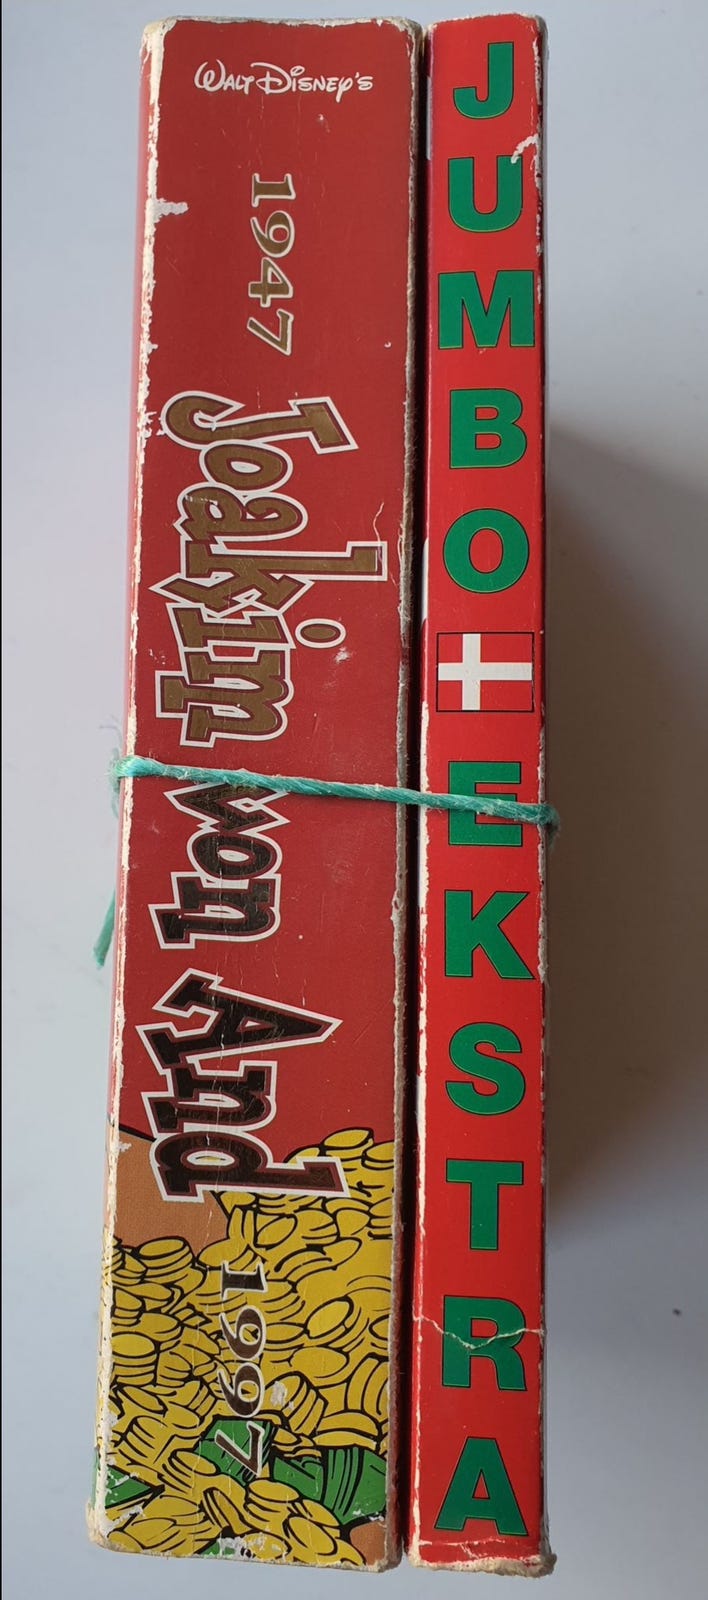 WALT DISNEY'S
1947
Joakim von And
1997
JUMBO EKSTRA